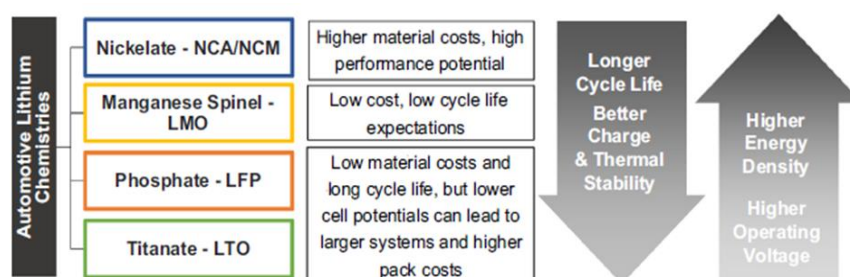 Automotive Lithium
Chemistries
Nickelate - NCA/NCM
Higher material costs, high
performance potential
Manganese Spinel -
LMO
Low cost, low cycle life
expectations
Phosphate - LFP
Titanate - LTO
Low material costs and
long cycle life, but lower
cell potentials can lead to
larger systems and higher
pack costs
Longer
Cycle Life
Better
Charge
& Thermal
Stability
Higher
Energy
Density
Higher
Operating
Voltage